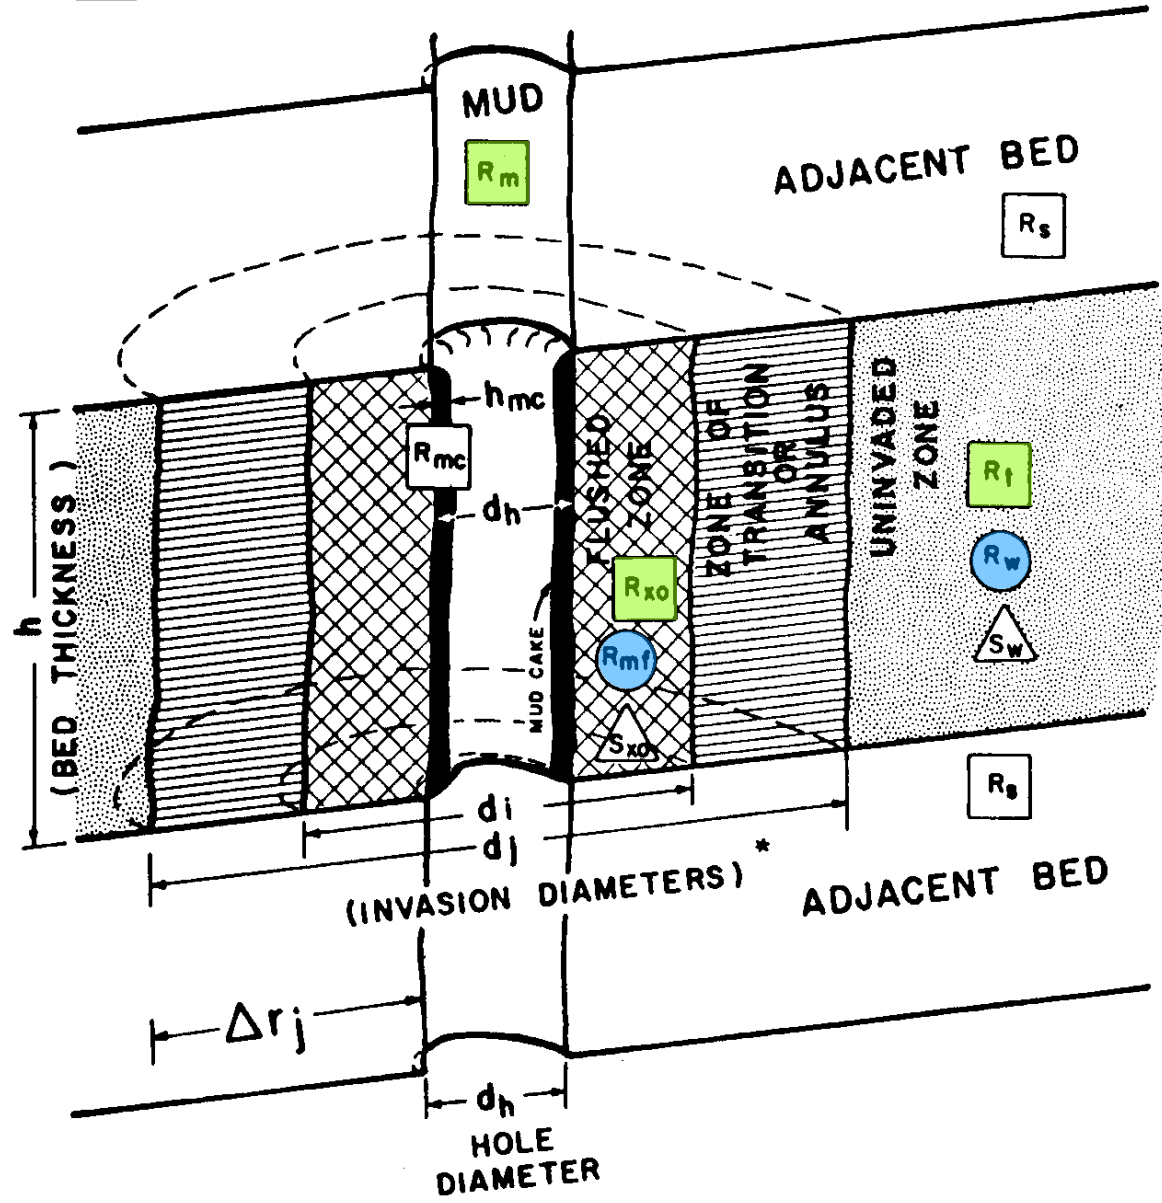 MUD
Rm
ADJACENT BED
Rs
hmc
Rmc
dh
FLUSHED
ZONE
ZONE OF
TRANSITION
OR
ANNULUS
UNINVADED
ZONE
Rt
Rw
Sw
Rxo
Rmf
Sxo
MUD CAKE
h
(BED THICKNESS)
Rs
di
dj
(INVASION DIAMETERS)*
ADJACENT BED
Δrj
dh
HOLE
DIAMETER